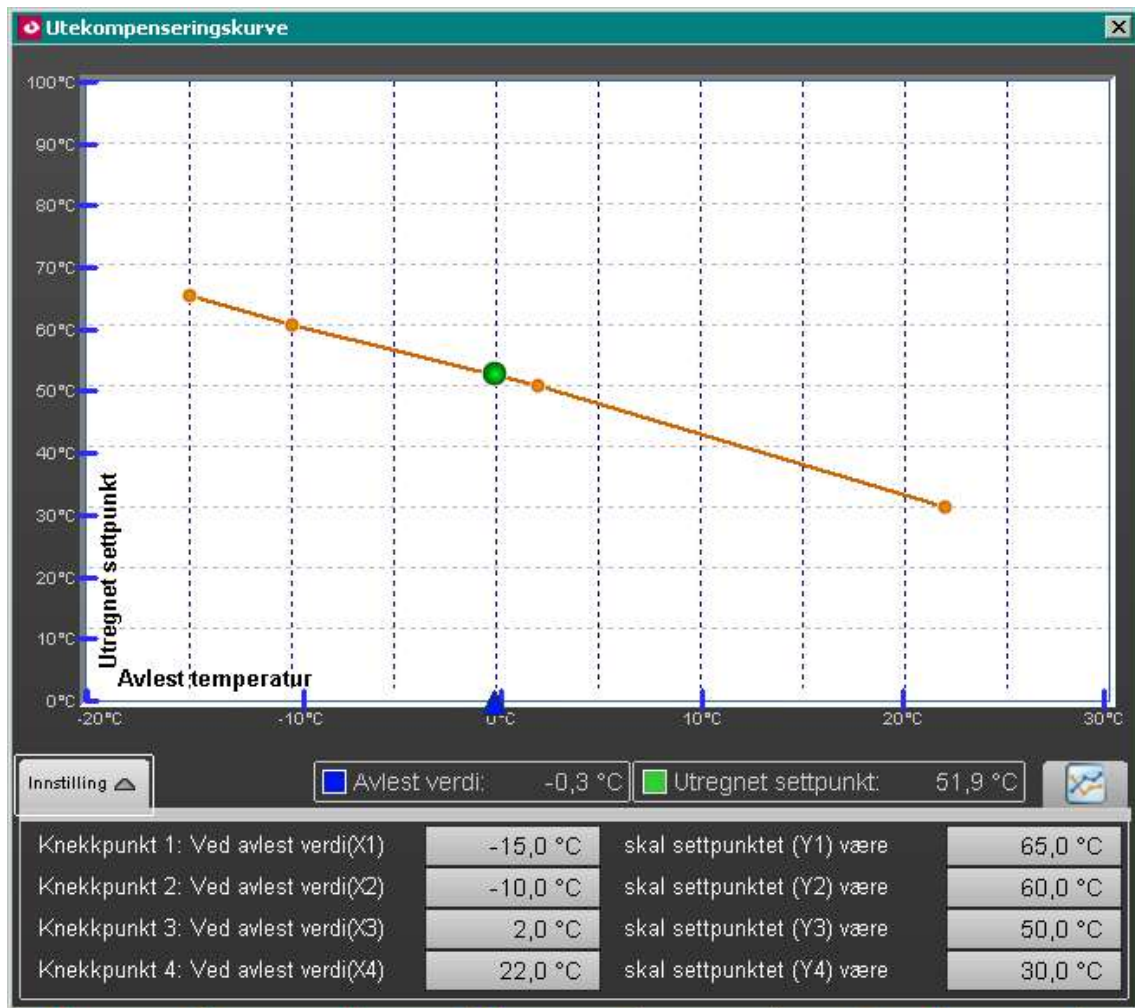 Utekompenseringskurve
100°C
90°C
80°C
70°C
60°C
50°C
40°C
30°C
20°C
10°C
0°C
Utregnet settpunkt
Avlest temperatur
-20°C -10°C 0°C 10°C 20°C 30°C
Innstilling Avlest verdi: -0,3 °C Utregnet settpunkt: 51,9 °C
Knekkpunkt 1: Ved avlest verdi(X1) -15,0 °C skal settpunktet (Y1) være 65,0 °C
Knekkpunkt 2: Ved avlest verdi(X2) -10,0 °C skal settpunktet (Y2) være 60,0 °C
Knekkpunkt 3: Ved avlest verdi(X3) 2,0 °C skal settpunktet (Y3) være 50,0 °C
Knekkpunkt 4: Ved avlest verdi(X4) 22,0 °C skal settpunktet (Y4) være 30,0 °C